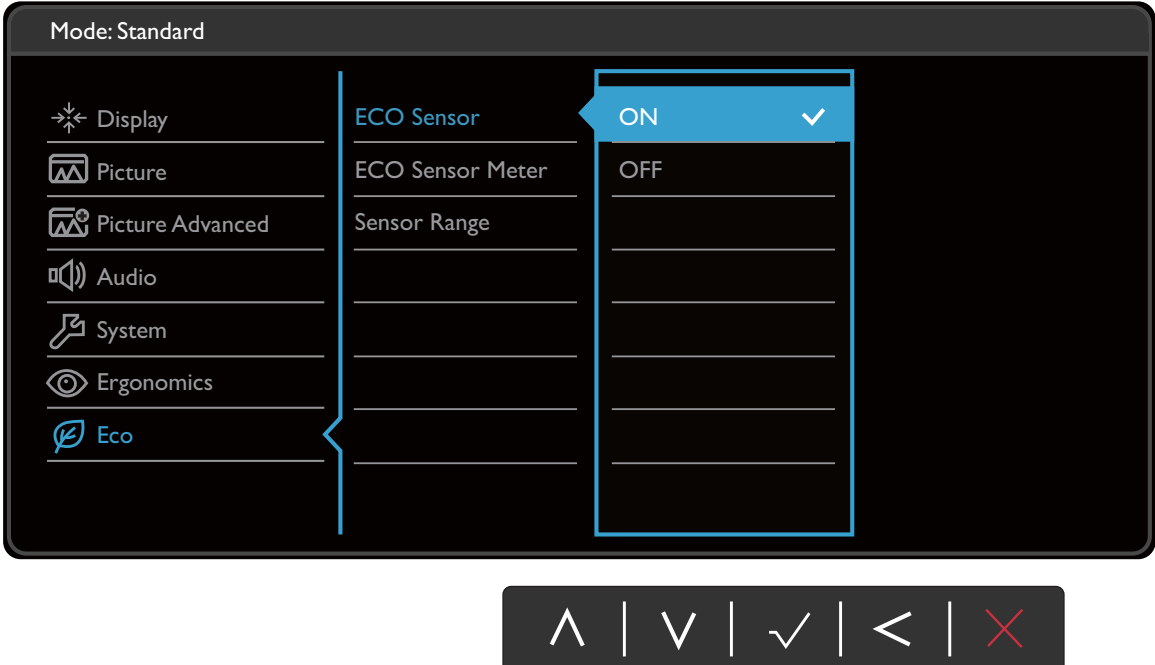 Mode: Standard
Display
Picture
Picture Advanced
Audio
System
Ergonomics
Eco
ECO Sensor
ECO Sensor Meter
Sensor Range
ON
OFF